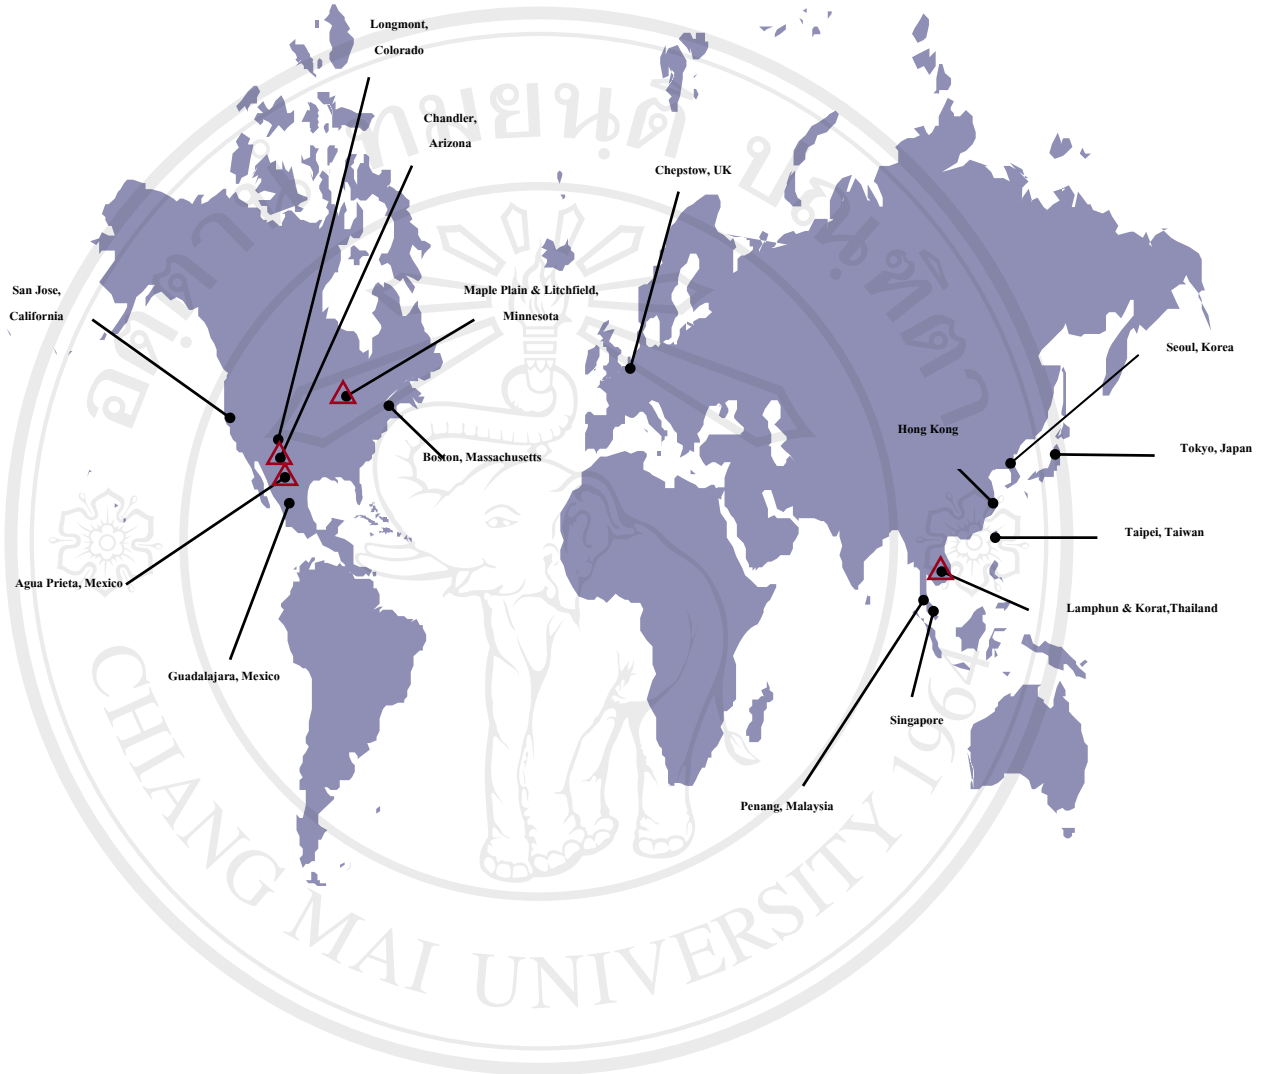 Longmont,
Colorado
Chandler,
Arizona
Chepstow, UK
San Jose,
California
Maple Plain & Litchfield,
Minnesota
Seoul, Korea
Hong Kong
Tokyo, Japan
Boston, Massachusetts
Taipei, Taiwan
Agua Prieta, Mexico
Lamphun & Korat,Thailand
Guadalajara, Mexico
Singapore
Penang, Malaysia
CHIANG MAI UNIVERSITY 1964